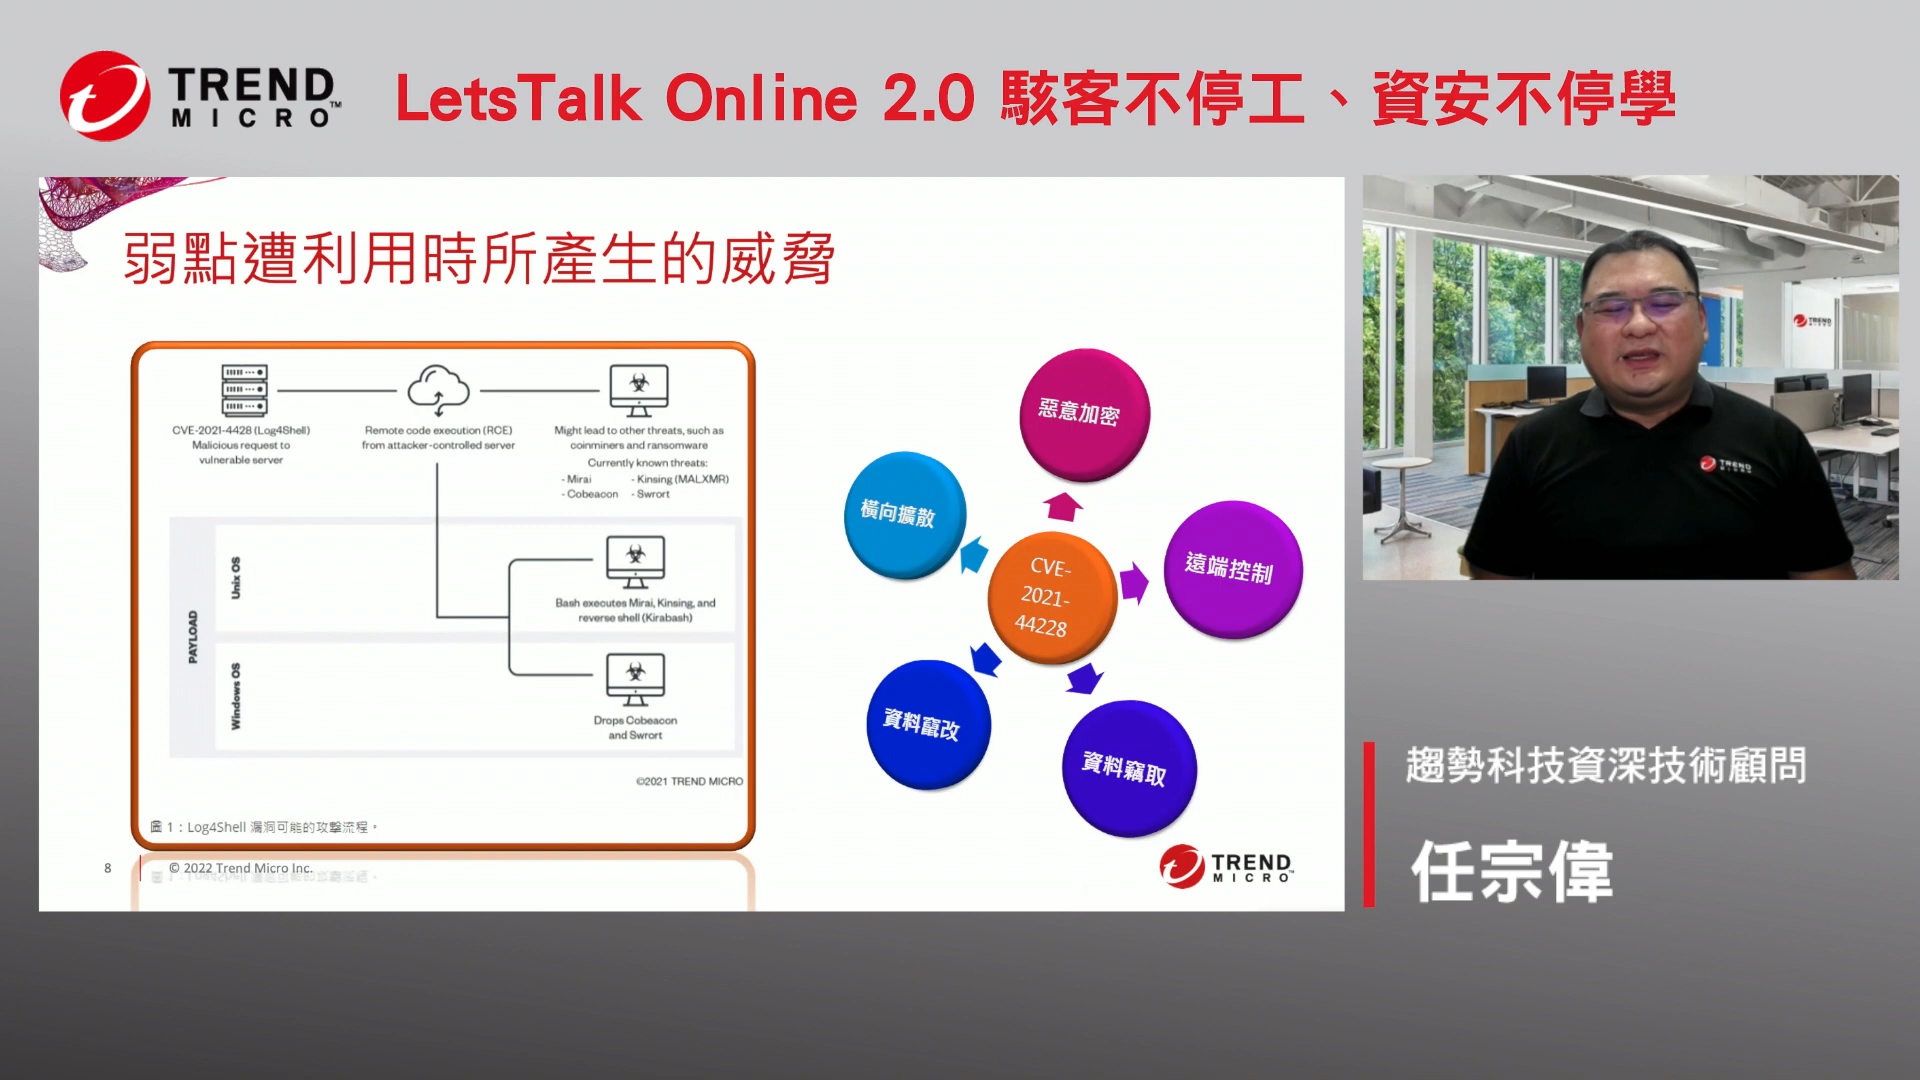 TREND MICRO™
LetsTalk Online 2.0 駭客不停工、資安不停學
弱點遭利用時所產生的威脅
CVE-2021-4428 (Log4Shell)
Malicious request to
vulnerable server
Remote code execution (RCE)
from attacker-controlled server
Might lead to other threats, such as
coinminers and ransomware
Currently known threats:
- Mirai - Kinsing (MALXMR)
- Cobeacon - Swrort
PAYLOAD
Unix OS
Bash executes Mirai, Kinsing, and
reverse shell (Kirabash)
Windows OS
Drops Cobeacon
and Swrort
©2021 TREND MICRO
圖 1：Log4Shell 漏洞可能的攻擊流程。
惡意加密
橫向擴散
遠端控制
CVE-
2021-
44228
資料竄改
資料竊取
8
© 2022 Trend Micro Inc.
TREND MICRO™
TREND MICRO
TREND MICRO
趨勢科技資深技術顧問
任宗偉